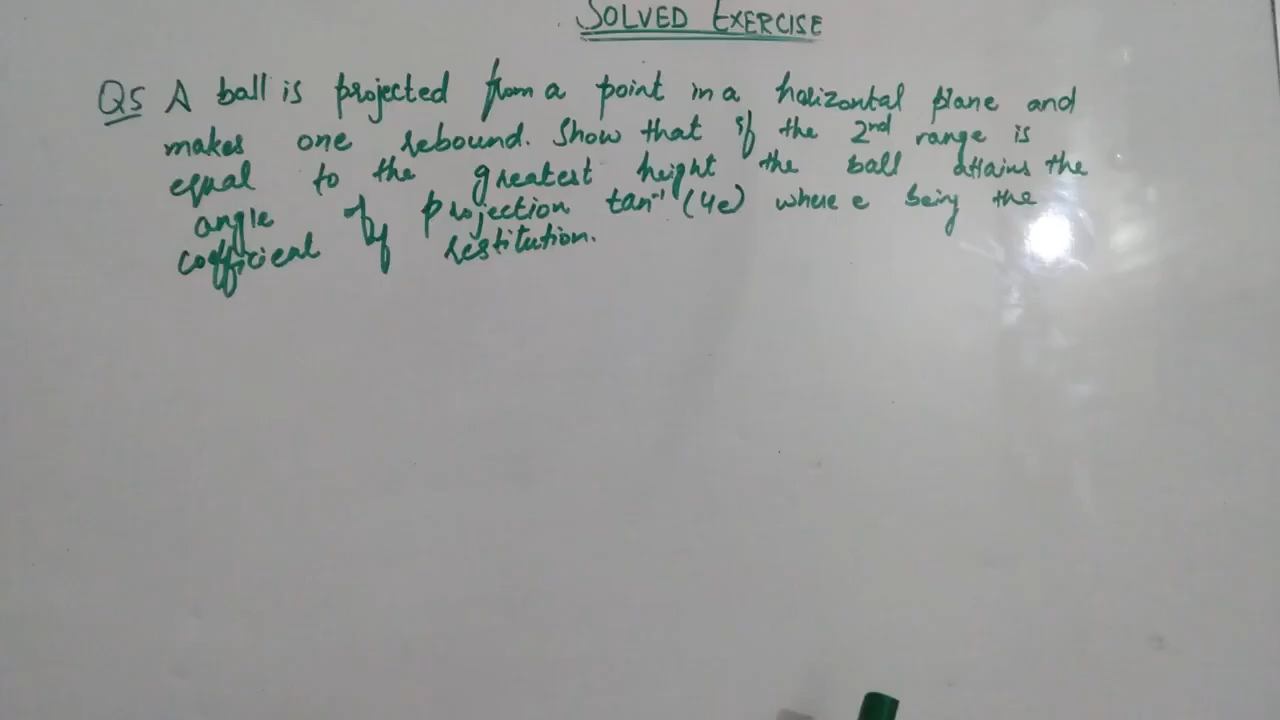 SOLVED EXERCISE
Q5 A ball is projected from a point in a horizontal plane and
makes one rebound. Show that if the 2nd range is
equal to the greatest height the ball attains the
angle of projection tan⁻¹ (4e) where e being the
cofficieal of restitution.